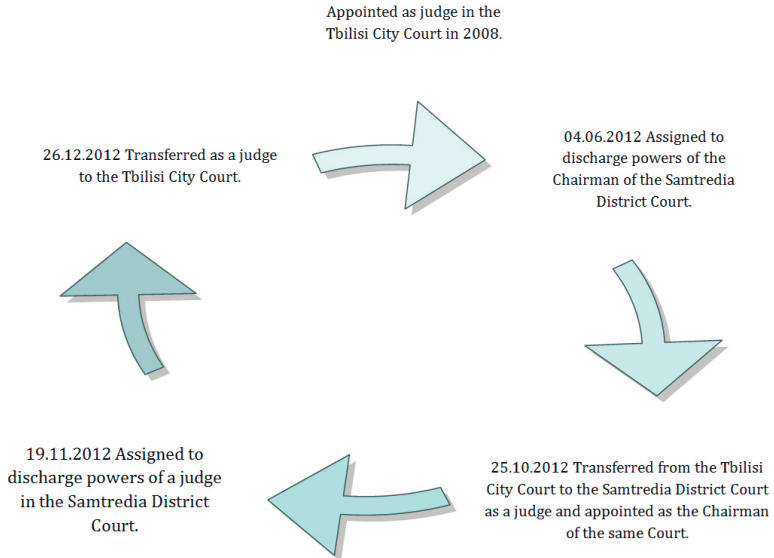 Appointed as judge in the
Tbilisi City Court in 2008.
04.06.2012 Assigned to
discharge powers of the
Chairman of the Samtredia
District Court.
25.10.2012 Transferred from the Tbilisi
City Court to the Samtredia District Court
as a judge and appointed as the Chairman
of the same Court.
19.11.2012 Assigned to
discharge powers of a judge
in the Samtredia District
Court.
26.12.2012 Transferred as a judge
to the Tbilisi City Court.